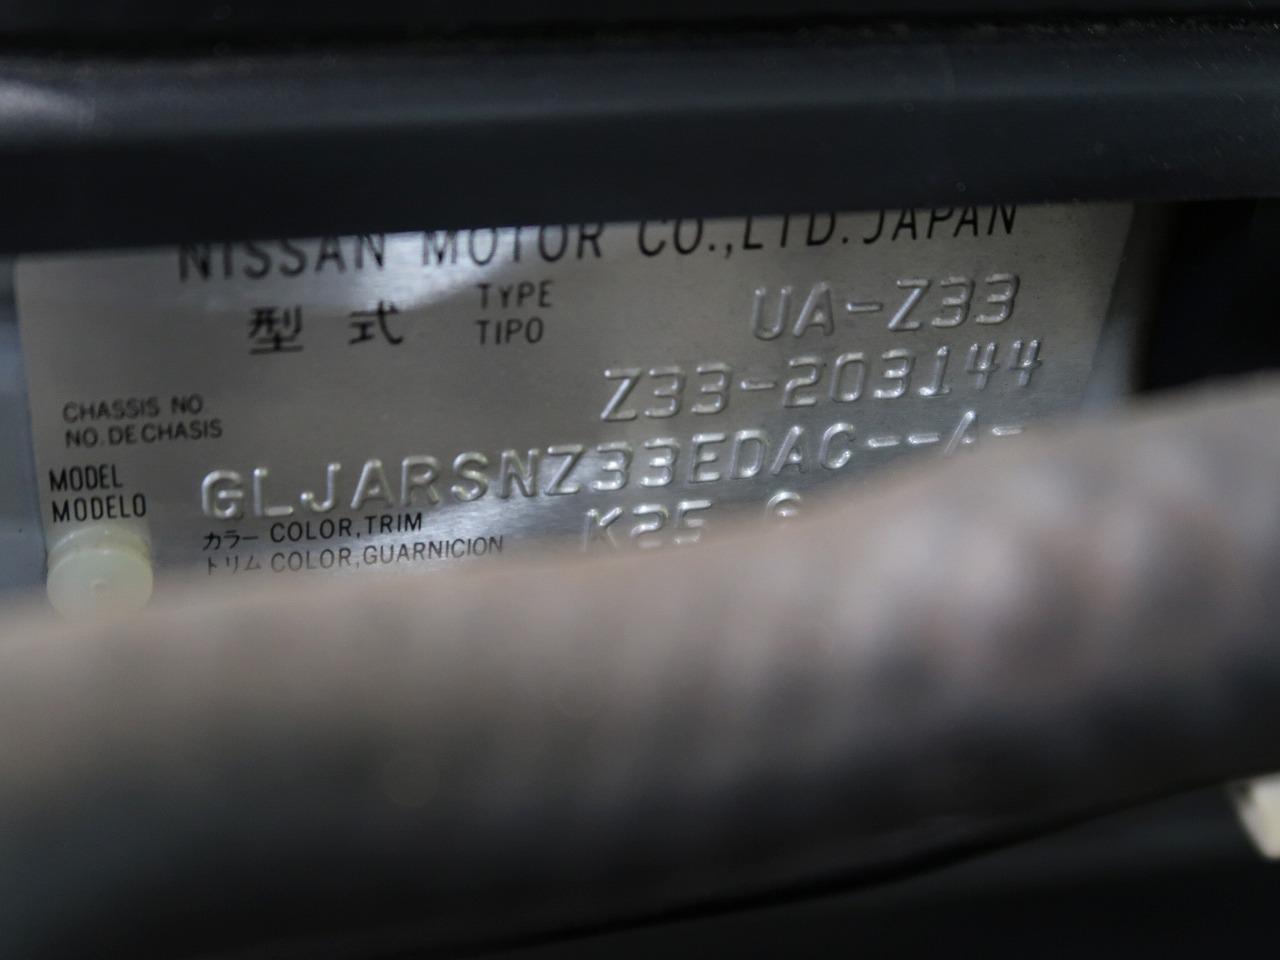 NISSAN MOTOR CO.,LTD. JAPAN
型 式 TYPE TIPO UA-Z33
CHASSIS NO
NO. DE CHASIS Z33-203144
MODEL
MODELO GLJARSNZ33EDAC--A-
カラー COLOR,TRIM
トリム COLOR,GUARNICION K25